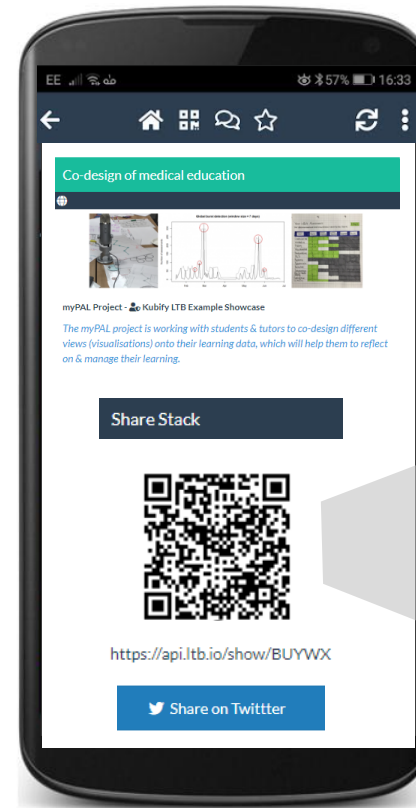 EE 57% 16:33
Co-design of medical education
myPAL Project - Kubify LTB Example Showcase
The myPAL project is working with students & tutors to co-design different
views (visualisations) onto their learning data, which will help them to reflect
on & manage their learning.
Share Stack
https://api.ltb.io/show/BUYWX
Share on Twittter